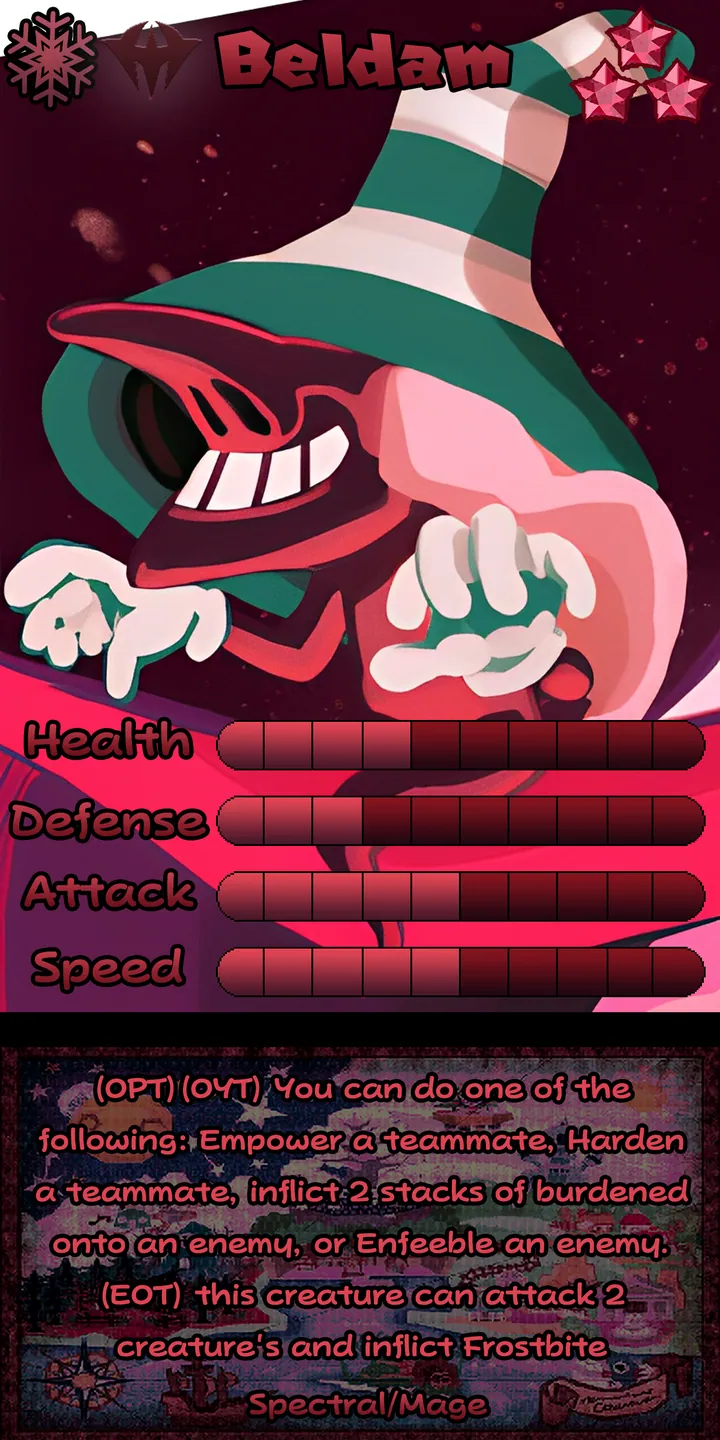 Beldam
Health
Defense
Attack
Speed
(OPT) (OYT) You can do one of the
following: Empower a teammate, Harden
a teammate, inflict 2 stacks of burdened
onto an enemy, or Enfeeble an enemy.
(EOT) this creature can attack 2
creature's and inflict Frostbite
Spectral/Mage